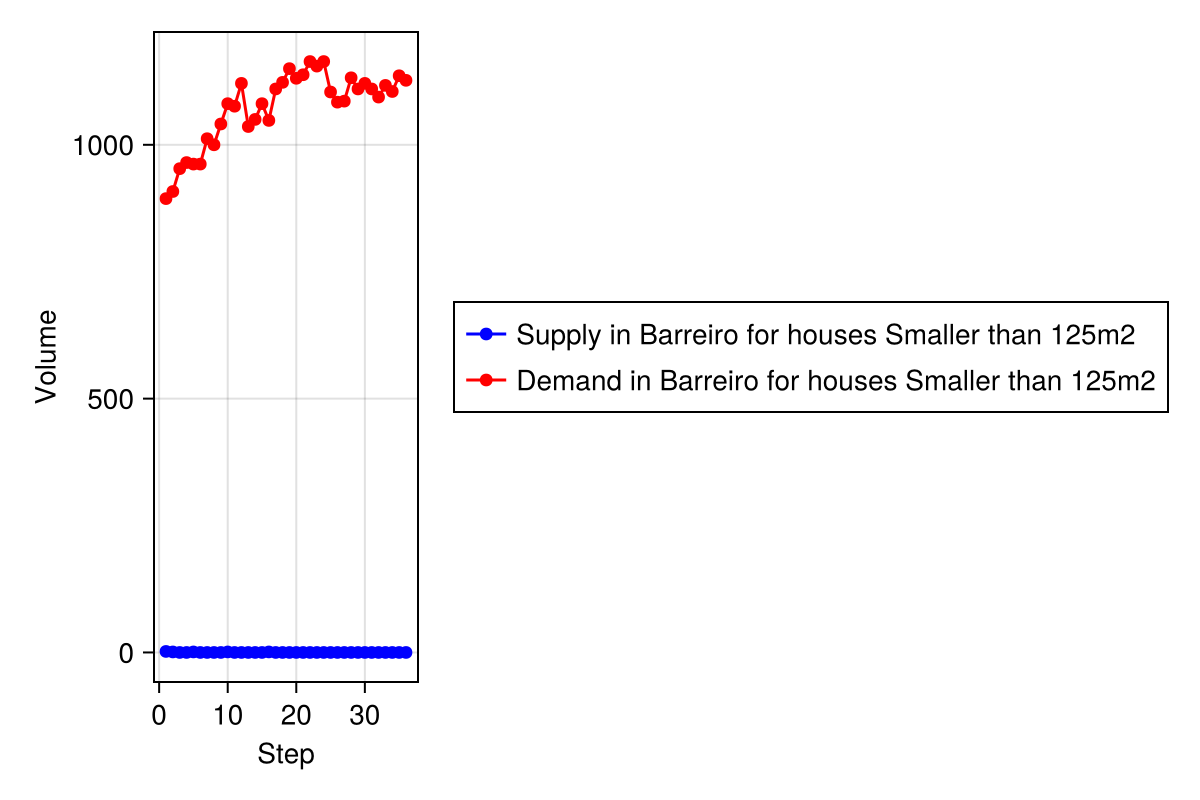 1000
500
0
Volume
0 10 20 30
Step
Supply in Barreiro for houses Smaller than 125m2
Demand in Barreiro for houses Smaller than 125m2